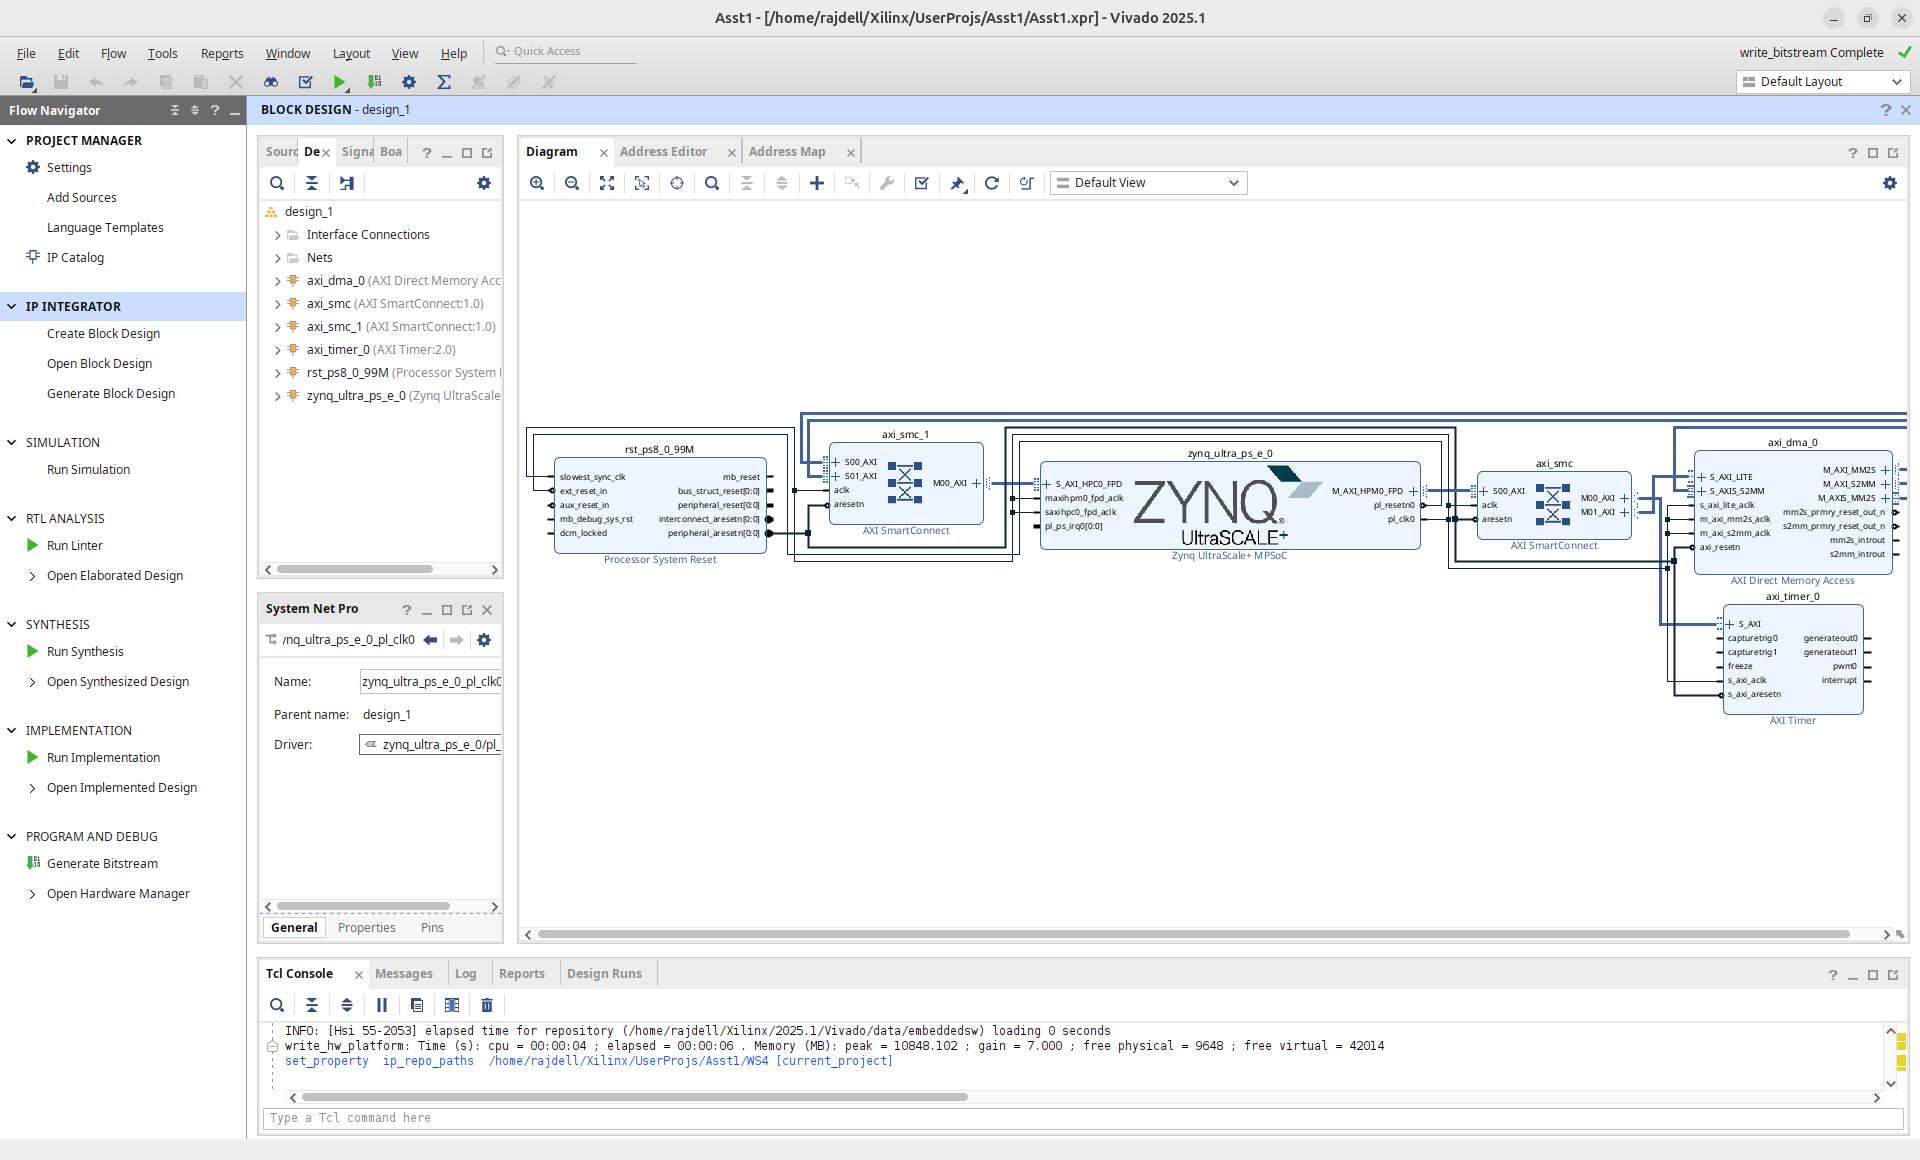 Asst1 - [/home/rajdell/Xilinx/UserProjs/Asst1/Asst1.xpr] - Vivado 2025.1
File Edit Flow Tools Reports Window Layout View Help Quick Access
write_bitstream Complete
Default Layout
Flow Navigator
PROJECT MANAGER
Settings
Add Sources
Language Templates
IP Catalog
IP INTEGRATOR
Create Block Design
Open Block Design
Generate Block Design
SIMULATION
Run Simulation
RTL ANALYSIS
Run Linter
Open Elaborated Design
SYNTHESIS
Run Synthesis
Open Synthesized Design
IMPLEMENTATION
Run Implementation
Open Implemented Design
PROGRAM AND DEBUG
Generate Bitstream
Open Hardware Manager
BLOCK DESIGN - design_1
Sourc De Signa Boa
design_1
Interface Connections
Nets
axi_dma_0 (AXI Direct Memory Acc
axi_smc (AXI SmartConnect:1.0)
axi_smc_1 (AXI SmartConnect:1.0)
axi_timer_0 (AXI Timer:2.0)
rst_ps8_0_99M (Processor System
zynq_ultra_ps_e_0 (Zynq UltraScale
System Net Pro
ynq_ultra_ps_e_0_pl_clk0
Name: zynq_ultra_ps_e_0_pl_clk0
Parent name: design_1
Driver: zynq_ultra_ps_e_0/pl_
General Properties Pins
Diagram Address Editor Address Map
Default View
rst_ps8_0_99M
slowest_sync_clk mb_reset
ext_reset_in bus_struct_reset[0:0]
aux_reset_in peripheral_reset[0:0]
mb_debug_sys_rst interconnect_aresetn[0:0]
dcm_locked peripheral_aresetn[0:0]
Processor System Reset
axi_smc_1
S00_AXI
S01_AXI
aclk
aresetn
M00_AXI
AXI SmartConnect
zynq_ultra_ps_e_0
S_AXI_HPC0_FPD
maxihpm0_fpd_aclk
saxihpc0_fpd_aclk
pl_ps_irq0[0:0]
ZYNQ
UltraSCALE+
M_AXI_HPM0_FPD
pl_resetn0
pl_clk0
Zynq UltraScale+ MPSoC
axi_smc
S00_AXI
aclk
aresetn
M00_AXI
M01_AXI
AXI SmartConnect
axi_dma_0
S_AXI_LITE
S_AXIS_S2MM
s_axi_lite_aclk
m_axi_mm2s_aclk
m_axi_s2mm_aclk
axi_resetn
M_AXI_MM2S
M_AXI_S2MM
M_AXIS_MM2S
mm2s_prmry_reset_out_n
s2mm_prmry_reset_out_n
mm2s_introut
s2mm_introut
AXI Direct Memory Access
axi_timer_0
S_AXI
capturetrig0 generateout0
capturetrig1 generateout1
freeze pwm0
s_axi_aclk interrupt
s_axi_aresetn
AXI Timer
Tcl Console Messages Log Reports Design Runs
INFO: [Hsi 55-2053] elapsed time for repository (/home/rajdell/Xilinx/2025.1/Vivado/data/embeddedsw) loading 0 seconds
write_hw_platform: Time (s): cpu = 00:00:04 ; elapsed = 00:00:06 . Memory (MB): peak = 10848.102 ; gain = 7.000 ; free physical = 9648 ; free virtual = 42014
set_property ip_repo_paths /home/rajdell/Xilinx/UserProjs/Asst1/WS4 [current_project]
Type a Tcl command here